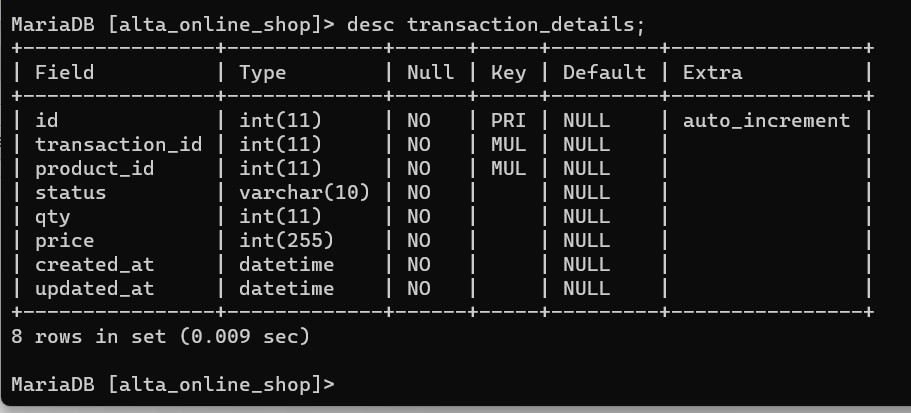 MariaDB [alta_online_shop]> desc transaction_details;
+----------------+-------------+------+-----+---------+----------------+
| Field          | Type        | Null | Key | Default | Extra          |
+----------------+-------------+------+-----+---------+----------------+
| id             | int(11)     | NO   | PRI | NULL    | auto_increment |
| transaction_id | int(11)     | NO   | MUL | NULL    |                |
| product_id     | int(11)     | NO   | MUL | NULL    |                |
| status         | varchar(10) | NO   |     | NULL    |                |
| qty            | int(11)     | NO   |     | NULL    |                |
| price          | int(255)    | NO   |     | NULL    |                |
| created_at     | datetime    | NO   |     | NULL    |                |
| updated_at     | datetime    | NO   |     | NULL    |                |
+----------------+-------------+------+-----+---------+----------------+
8 rows in set (0.009 sec)

MariaDB [alta_online_shop]>